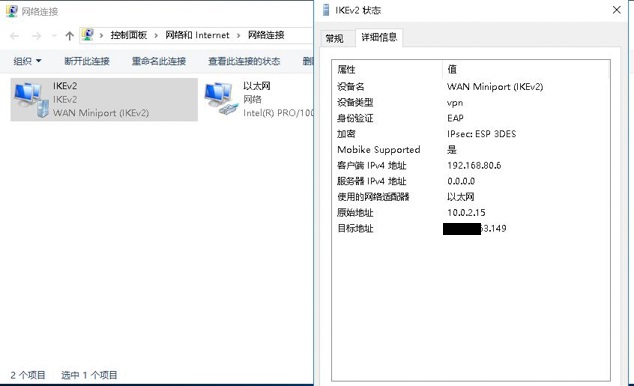 网络连接
控制面板 > 网络和 Internet > 网络连接
组织 断开此连接 重命名此连接 查看此连接的状态
IKEv2
IKEv2
WAN Miniport (IKEv2)
以太网
网络
Intel(R) PRO/100
2 个项目 选中 1 个项目
IKEv2 状态
常规 详细信息
属性 值
设备名 WAN Miniport (IKEv2)
设备类型 vpn
身份验证 EAP
加密 IPsec: ESP 3DES
Mobike Supported 是
客户端 IPv4 地址 192.168.80.6
服务器 IPv4 地址 0.0.0.0
使用的网络适配器 以太网
原始地址 10.0.2.15
目标地址 3.149